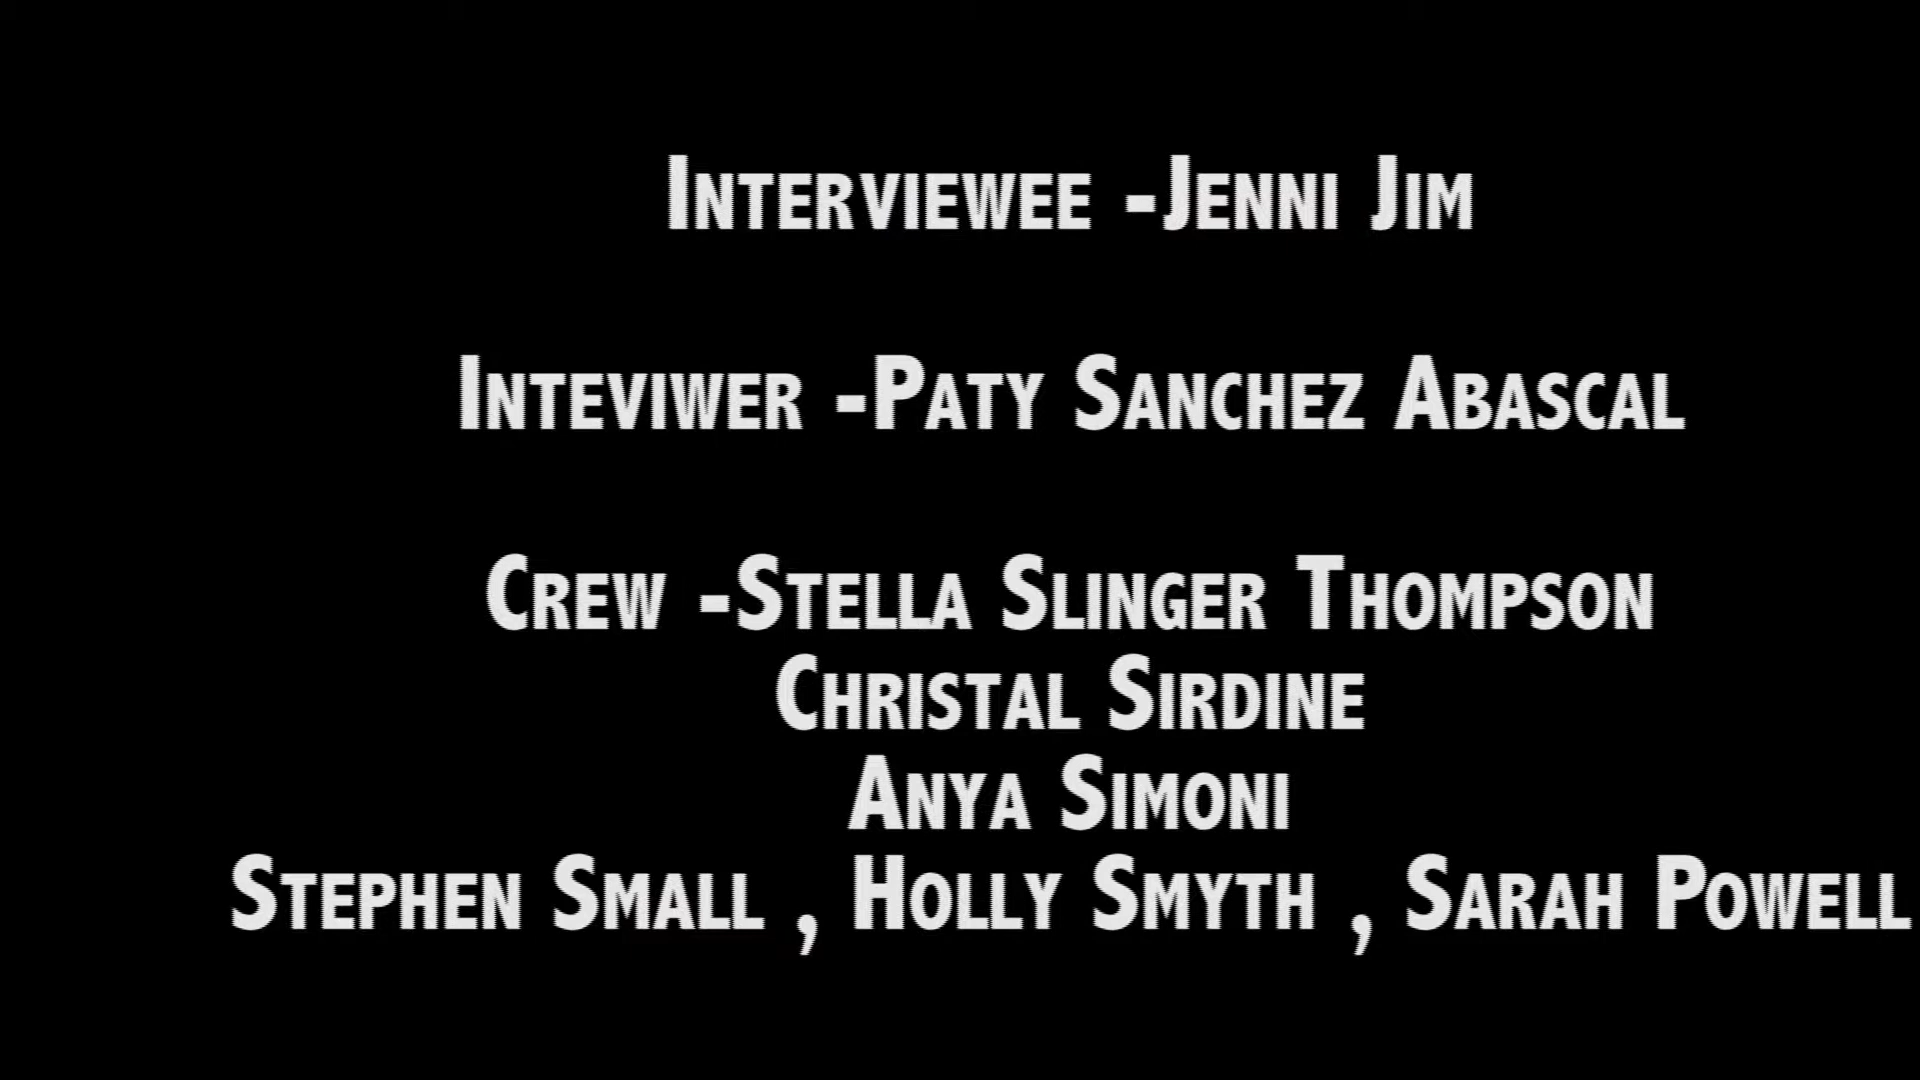 Interviewee -Jenni Jim
Inteviwer -Paty Sanchez Abascal
Crew -Stella Slinger Thompson
Christal Sirdine
Anya Simoni
Stephen Small , Holly Smyth , Sarah Powell